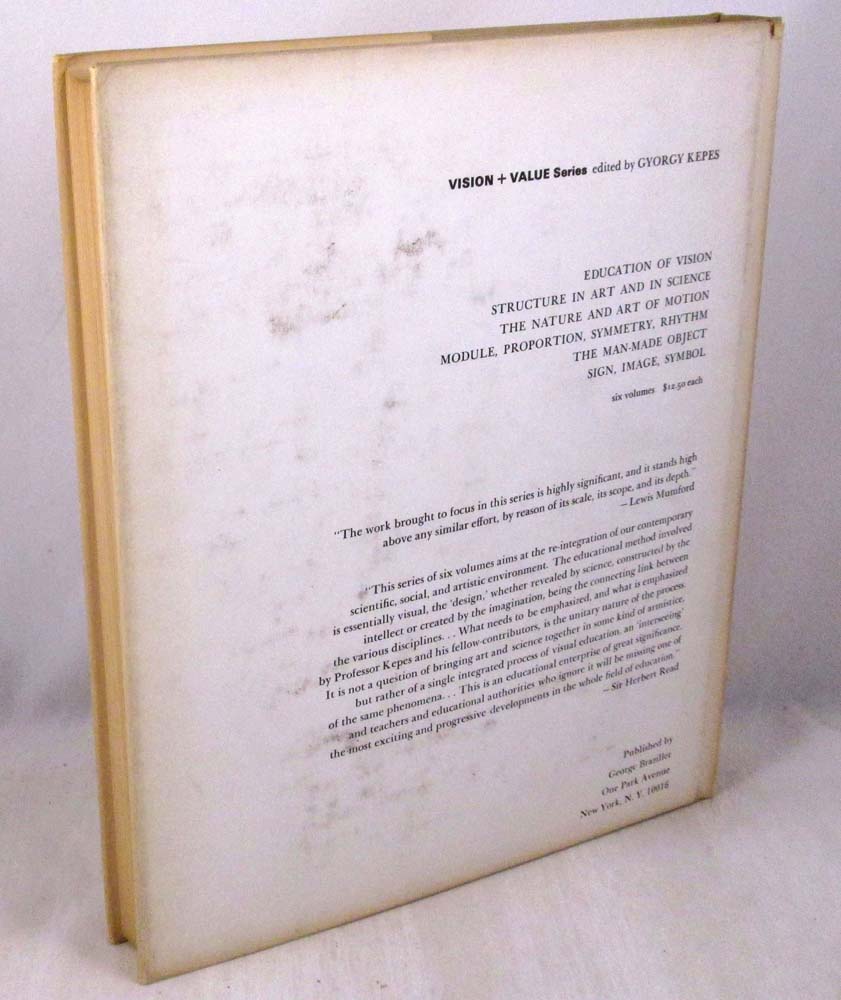 VISION + VALUE Series edited by GYORGY KEPES
EDUCATION OF VISION
STRUCTURE IN ART AND IN SCIENCE
THE NATURE AND ART OF MOTION
MODULE, PROPORTION, SYMMETRY, RHYTHM
THE MAN-MADE OBJECT
SIGN, IMAGE, SYMBOL
six volumes $12.50 each
"The work brought to focus in this series is highly significant, and it stands high
above any similar effort, by reason of its scale, its scope, and its depth."
—Lewis Mumford
"This series of six volumes aims at the re-integration of our contemporary
scientific, social, and artistic environment. The educational method involved
is essentially visual, the 'design,' whether revealed by science, constructed by the
intellect or created by the imagination, being the connecting link between
the various disciplines. . . What needs to be emphasized, and what is emphasized
by Professor Kepes and his fellow-contributors, is the unitary nature of the process.
It is not a question of bringing art and science together in some kind of armistice,
but rather of a single integrated process of visual education, an 'interseeing'
of the same phenomena. . . This is an educational enterprise of great significance,
and teachers and educational authorities who ignore it will be missing one of
the most exciting and progressive developments in the whole field of education."
—Sir Herbert Read
Published by
George Braziller
One Park Avenue
New York, N. Y. 10016